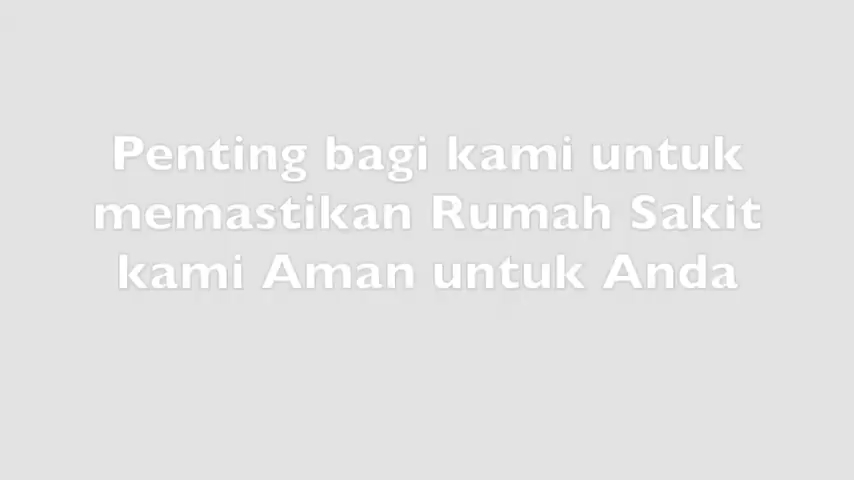 Penting bagi kami untuk
memastikan Rumah Sakit
kami Aman untuk Anda